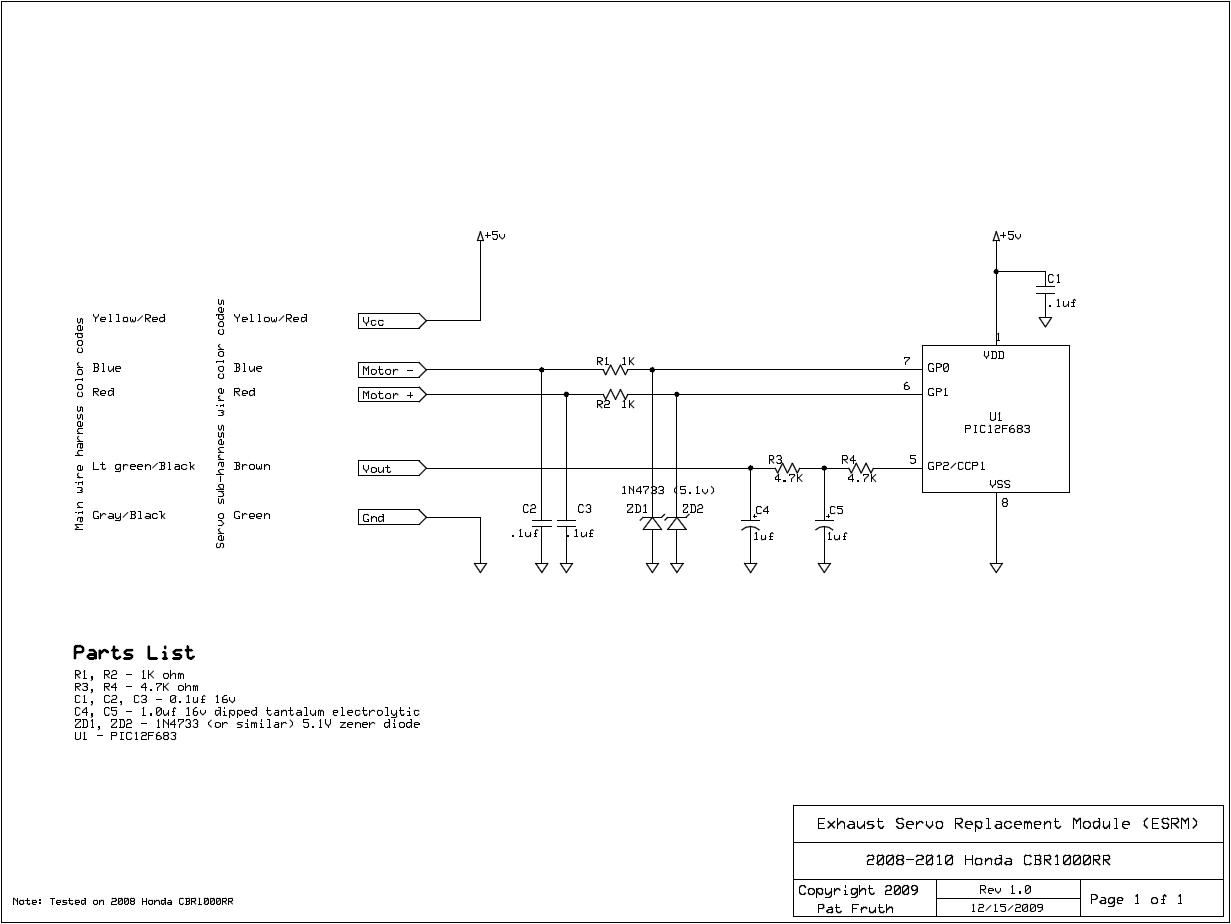 +5v
+5v
C1
.1uf
Main wire harness color codes
Servo sub-harness wire color codes
Yellow/Red
Yellow/Red
Vcc
1
VDD
Blue
Blue
Motor -
R1 1K
7
GP0
Red
Red
Motor +
R2 1K
6
GP1
U1
PIC12F683
Lt green/Black
Brown
Vout
R3
4.7K
R4
4.7K
5
GP2/CCP1
VSS
8
1N4733 (5.1v)
Gray/Black
Green
Gnd
C2
.1uf
C3
.1uf
ZD1
ZD2
C4
+
1uf
C5
+
1uf
Parts List
R1, R2 - 1K ohm
R3, R4 - 4.7K ohm
C1, C2, C3 - 0.1uf 16v
C4, C5 - 1.0uf 16v dipped tantalum electrolytic
ZD1, ZD2 - 1N4733 (or similar) 5.1V zener diode
U1 - PIC12F683
Exhaust Servo Replacement Module (ESRM)
2008-2010 Honda CBR1000RR
Copyright 2009
Pat Fruth
Rev 1.0
12/15/2009
Page 1 of 1
Note: Tested on 2008 Honda CBR1000RR